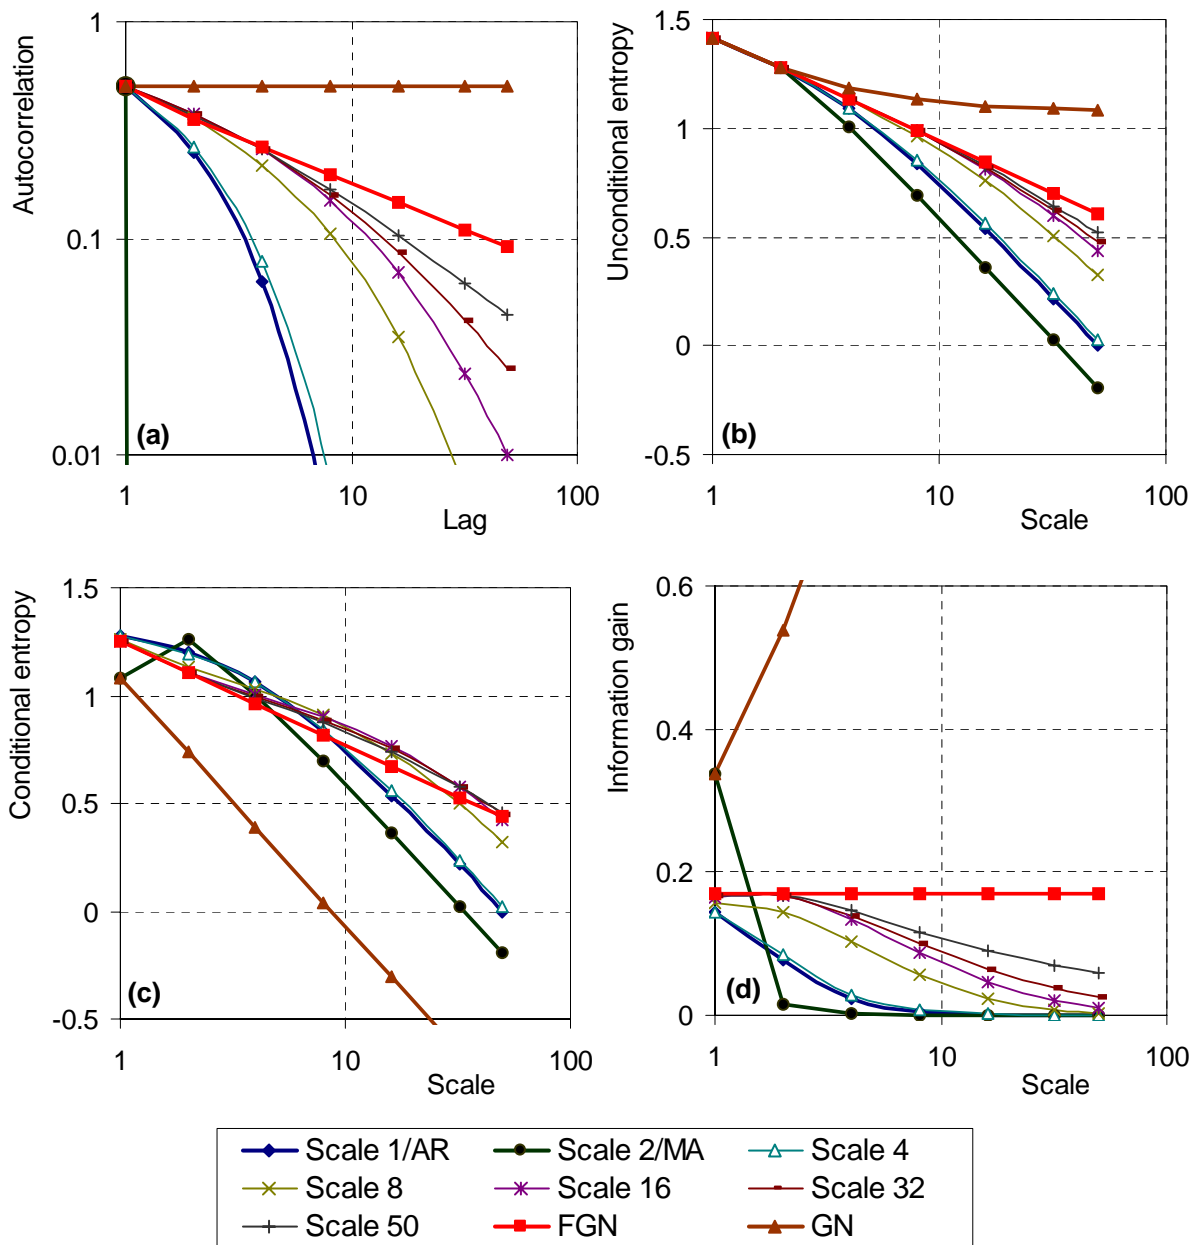 1
0.1
0.01
Autocorrelation
(a)
1
10
100
Lag
1.5
1
0.5
0
-0.5
Unconditional entropy
(b)
1
10
100
Scale
1.5
1
0.5
0
-0.5
Conditional entropy
(c)
1
10
100
Scale
0.6
0.4
0.2
0
Information gain
(d)
1
10
100
Scale
Scale 1/AR
Scale 2/MA
Scale 4
Scale 8
Scale 16
Scale 32
Scale 50
FGN
GN